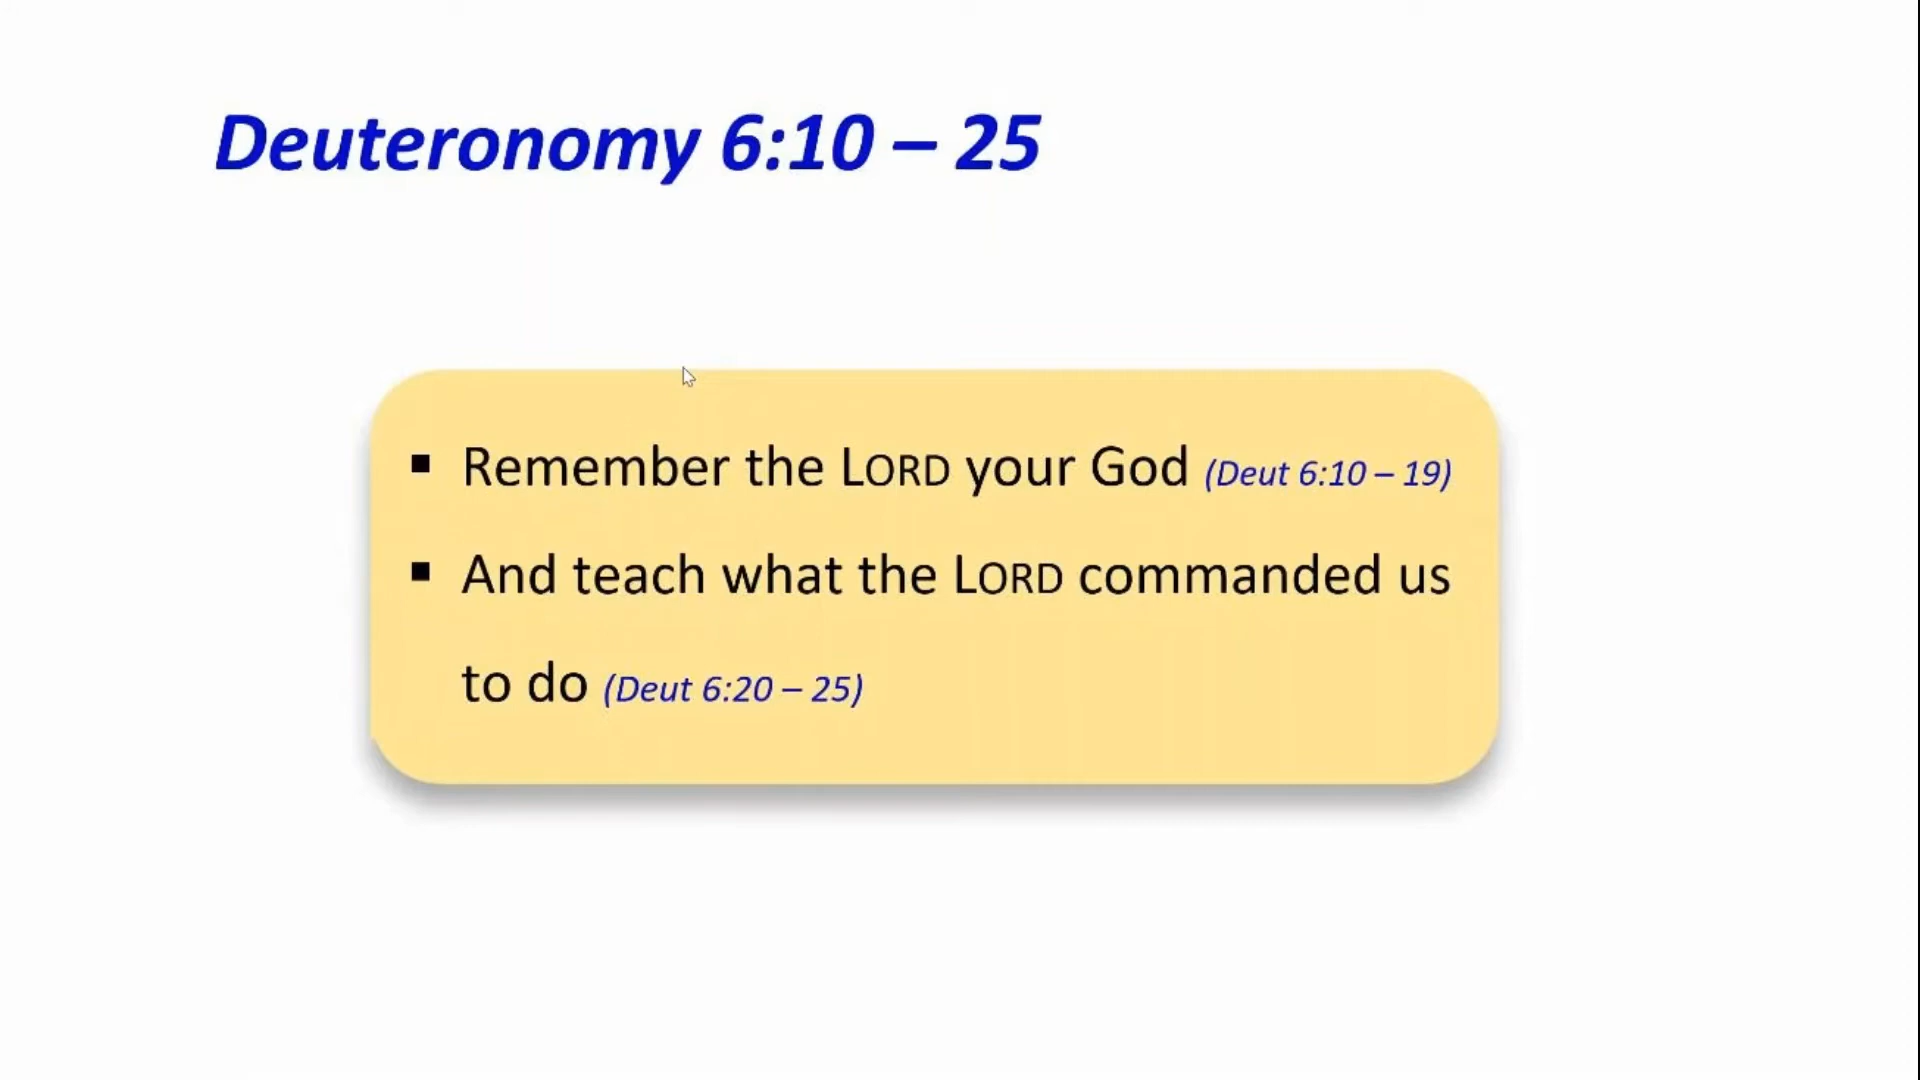 Deuteronomy 6:10 – 25
▪ Remember the LORD your God (Deut 6:10 – 19)
▪ And teach what the LORD commanded us
to do (Deut 6:20 – 25)